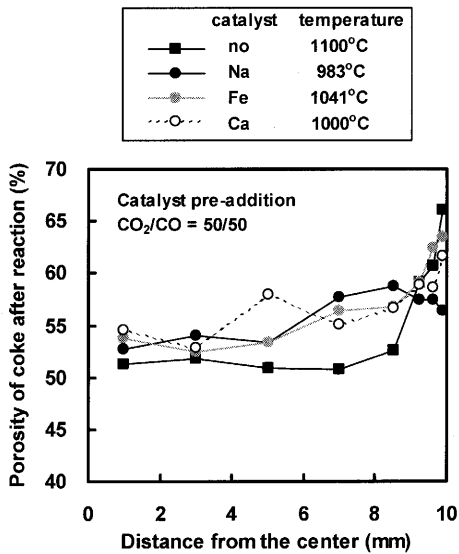 catalyst temperature
no 1100°C
Na 983°C
Fe 1041°C
Ca 1000°C
Porosity of coke after reaction (%)
70
65
60
55
50
45
40
Catalyst pre-addition
CO₂/CO = 50/50
0 2 4 6 8 10
Distance from the center (mm)